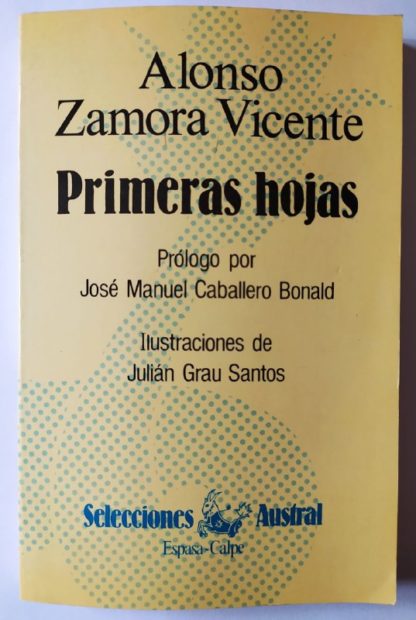 Alonso
Zamora Vicente
Primeras hojas
Prólogo por
José Manuel Caballero Bonald
Ilustraciones de
Julián Grau Santos
Selecciones Austral
Espasa-Calpe